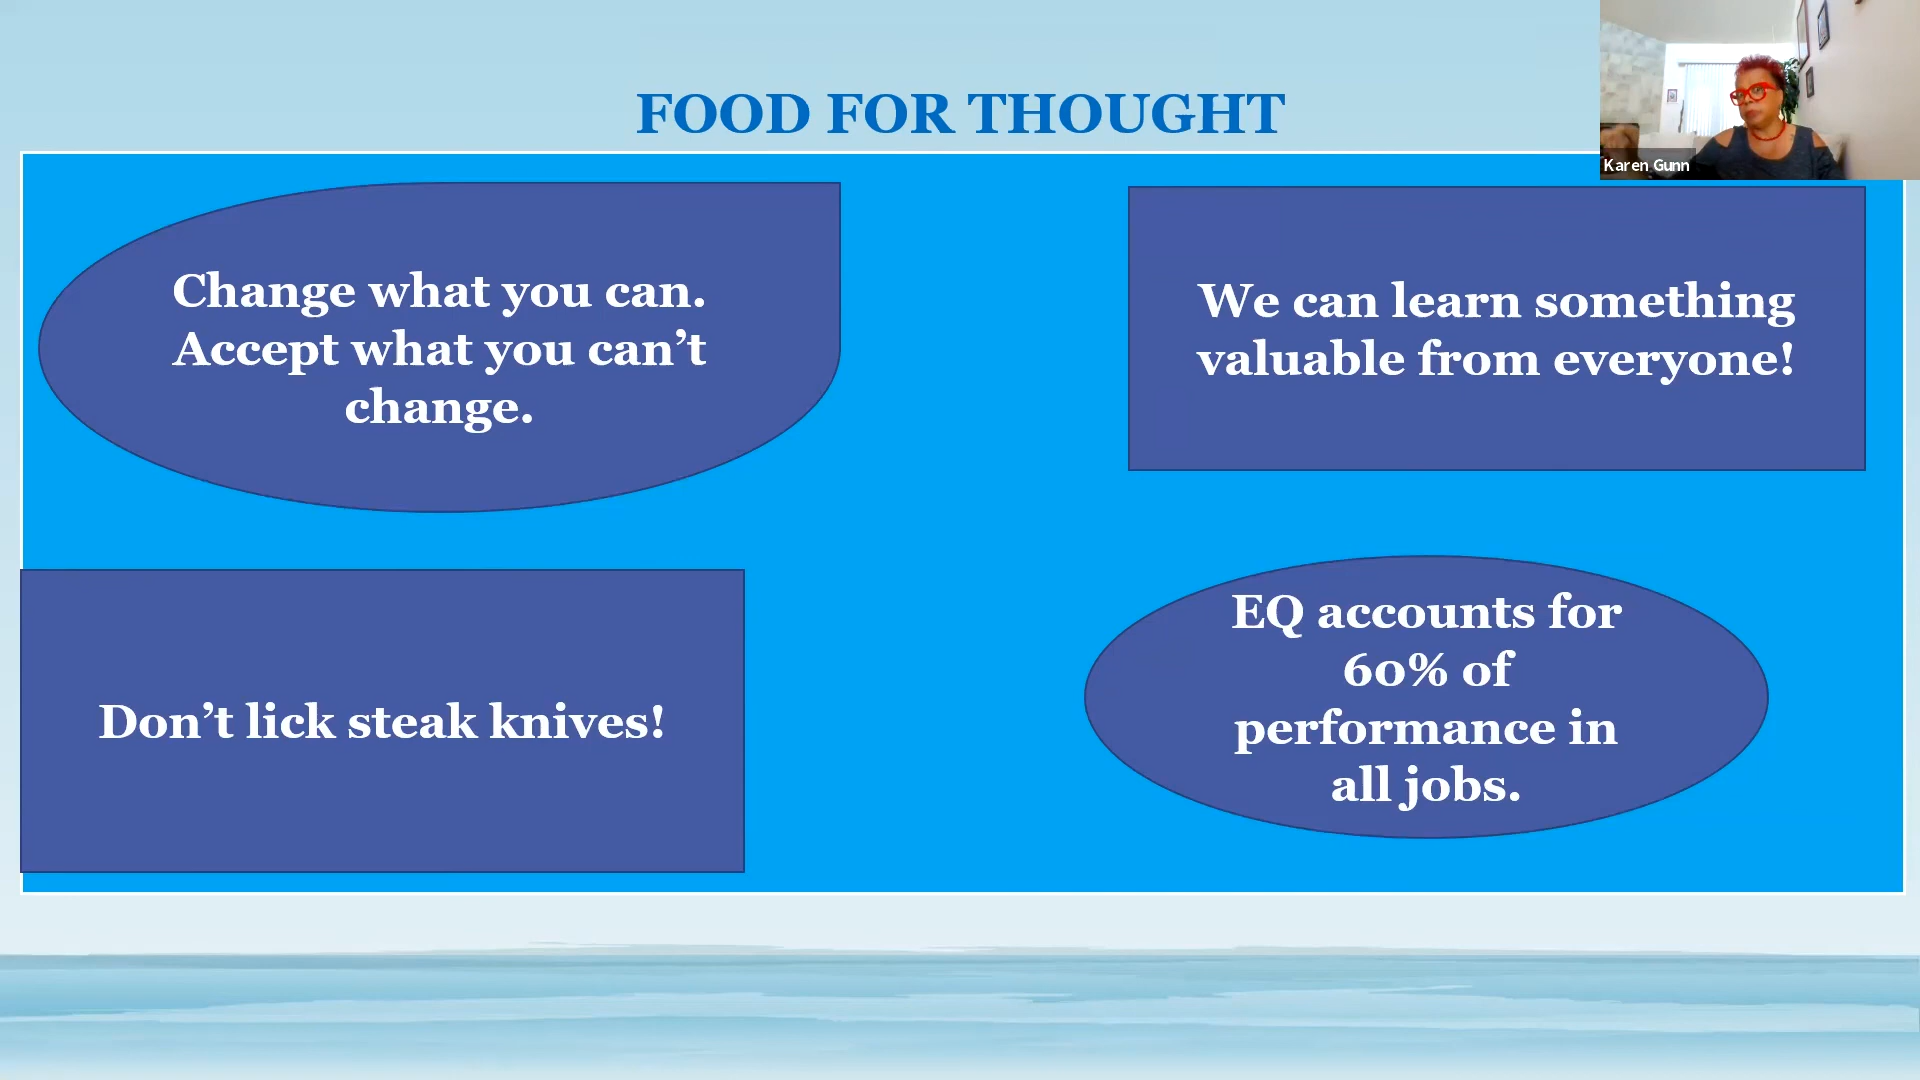 FOOD FOR THOUGHT
Karen Gunn
Change what you can.
Accept what you can’t
change.
We can learn something
valuable from everyone!
Don’t lick steak knives!
EQ accounts for
60% of
performance in
all jobs.